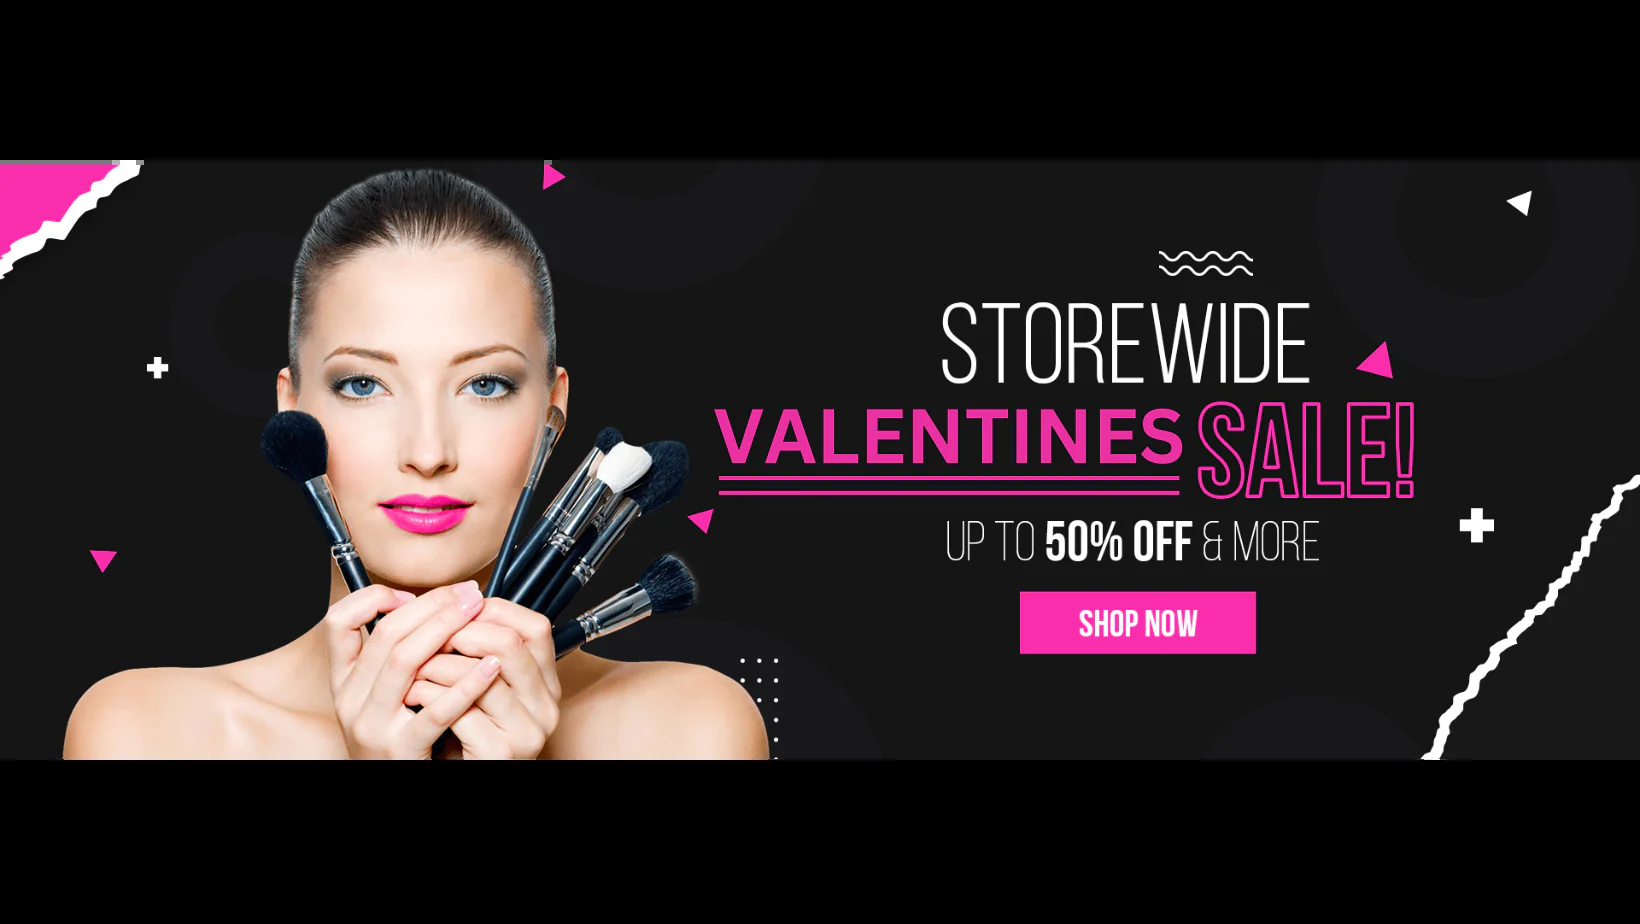 STOREWIDE
VALENTINES SALE!
UP TO 50% OFF & MORE
SHOP NOW